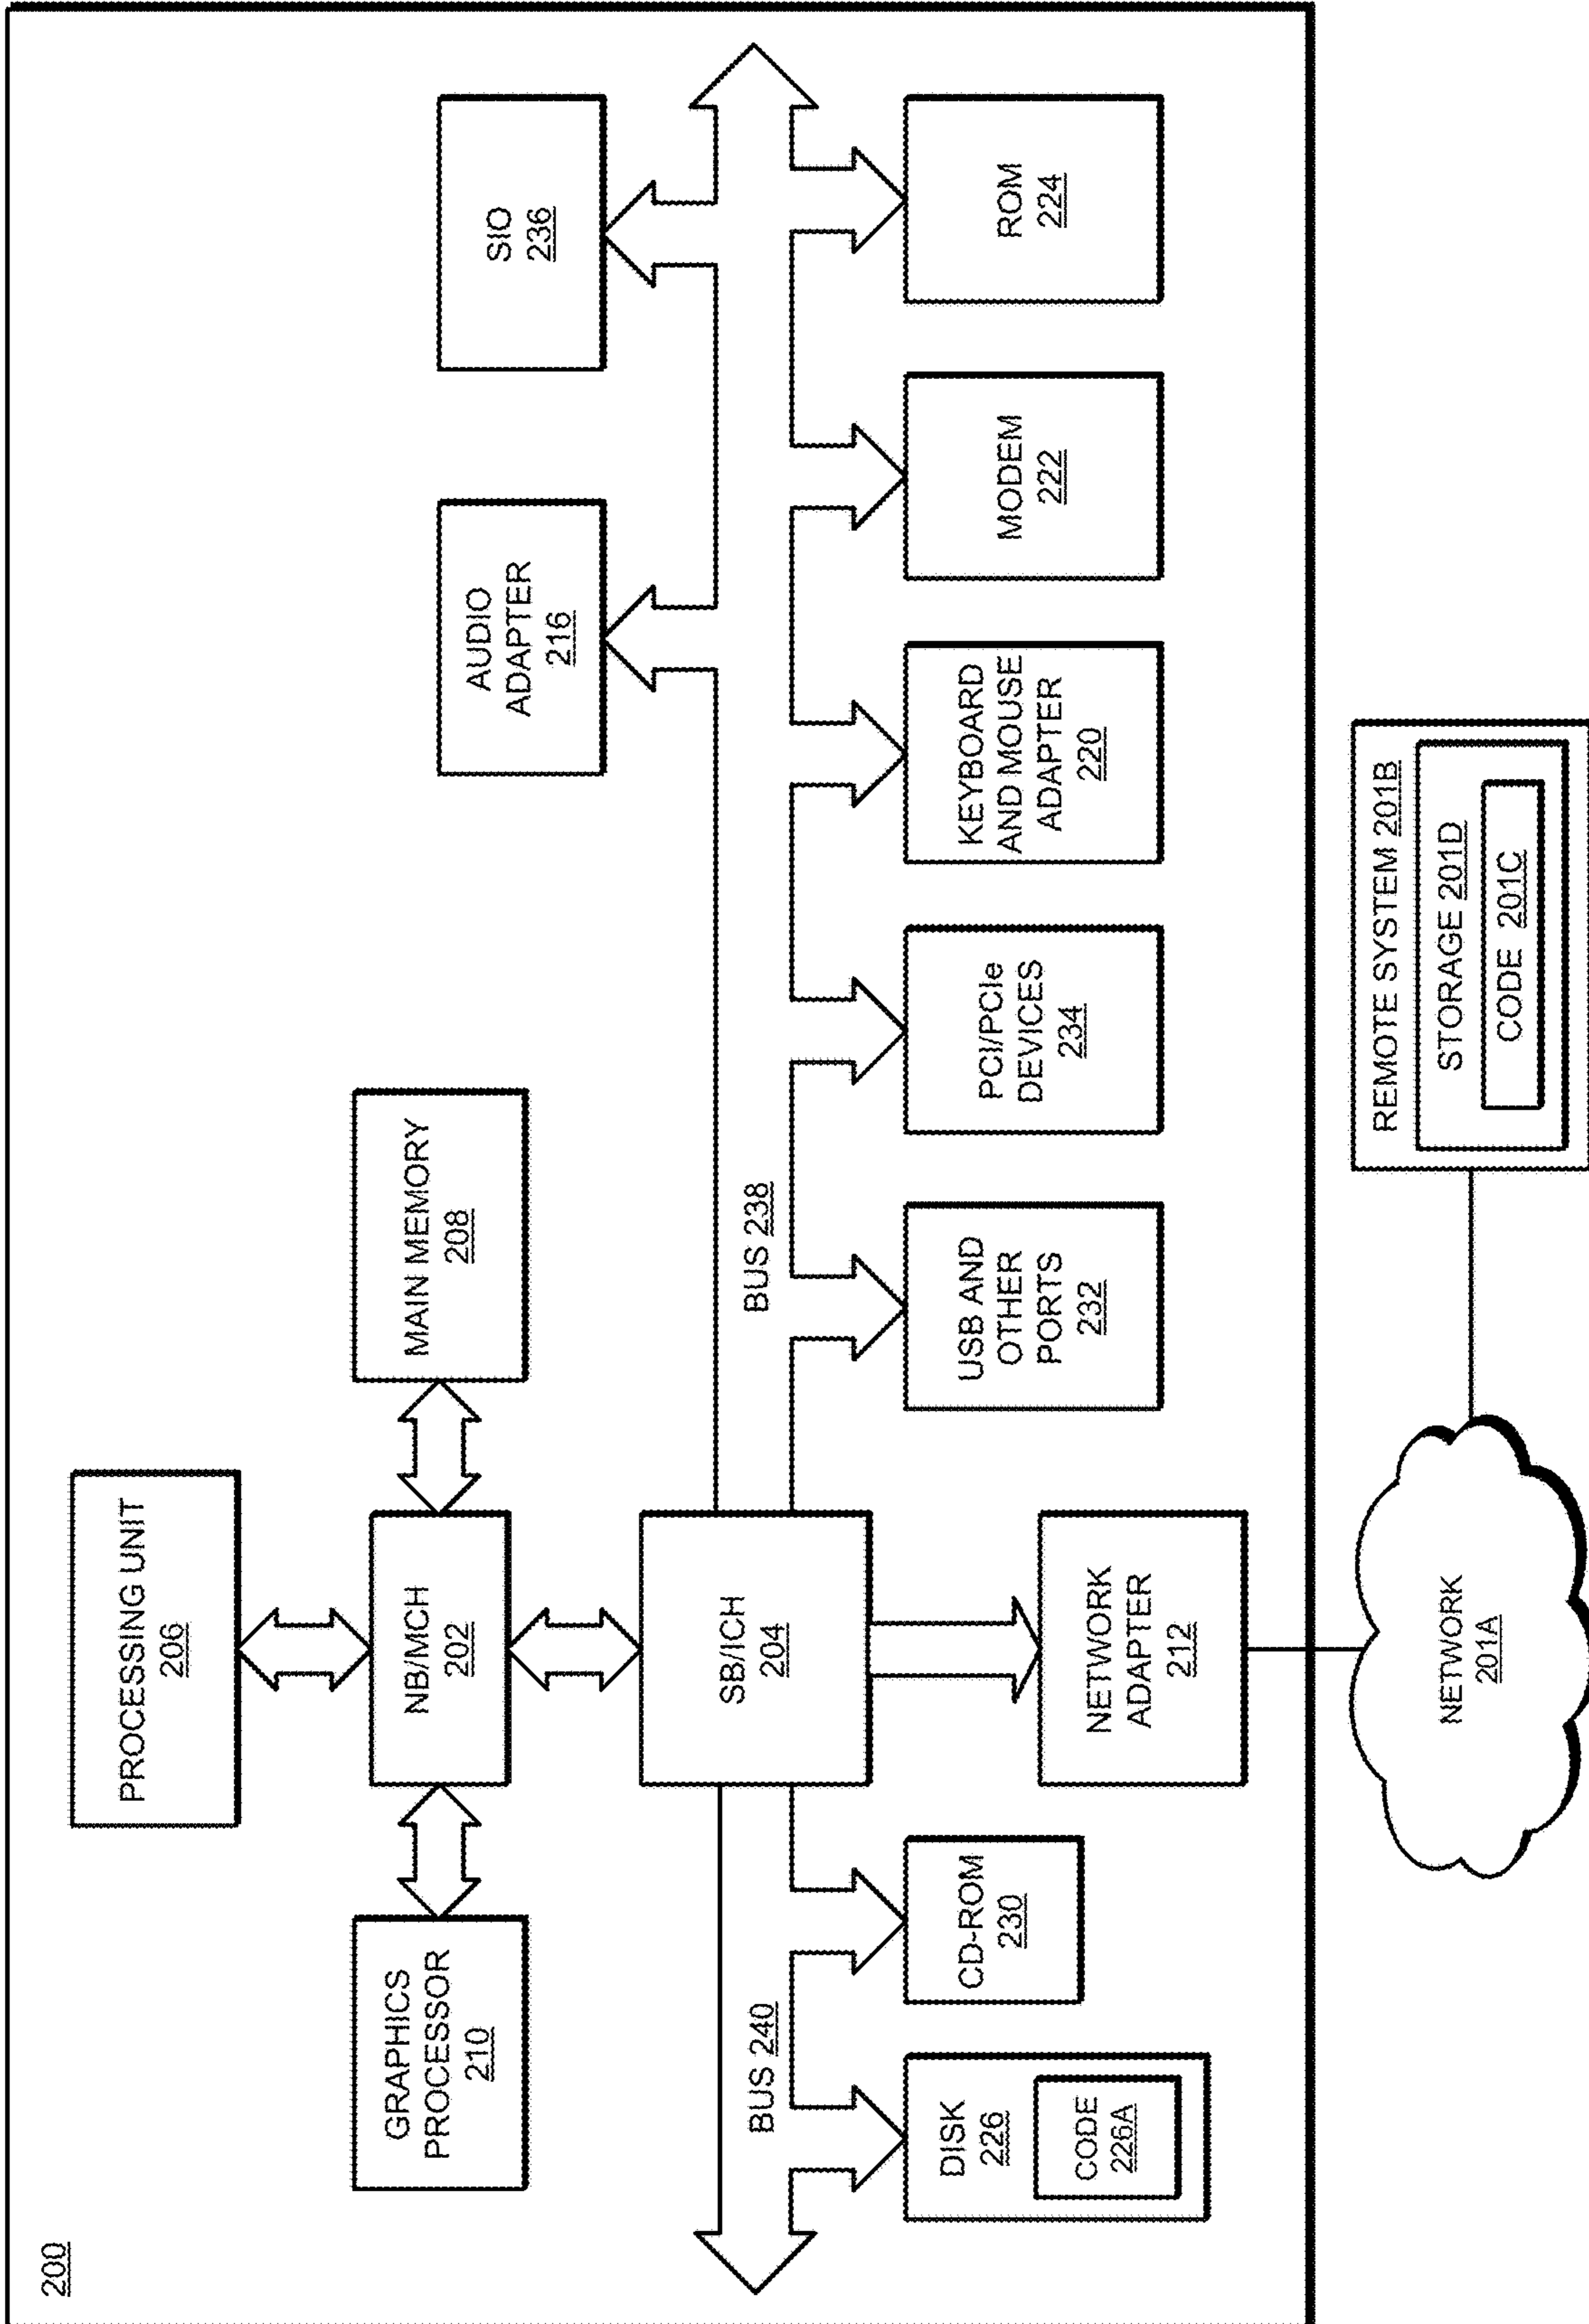 200
PROCESSING UNIT
206
GRAPHICS
PROCESSOR
210
NB/MCH
202
MAIN MEMORY
208
AUDIO
ADAPTER
216
SIO
236
SB/ICH
204
BUS 240
BUS 238
DISK
226
CODE
226A
CD-ROM
230
NETWORK
ADAPTER
212
USB AND
OTHER
PORTS
232
PCI/PCIe
DEVICES
234
KEYBOARD
AND MOUSE
ADAPTER
220
MODEM
222
ROM
224
NETWORK
201A
REMOTE SYSTEM 201B
STORAGE 201D
CODE 201C